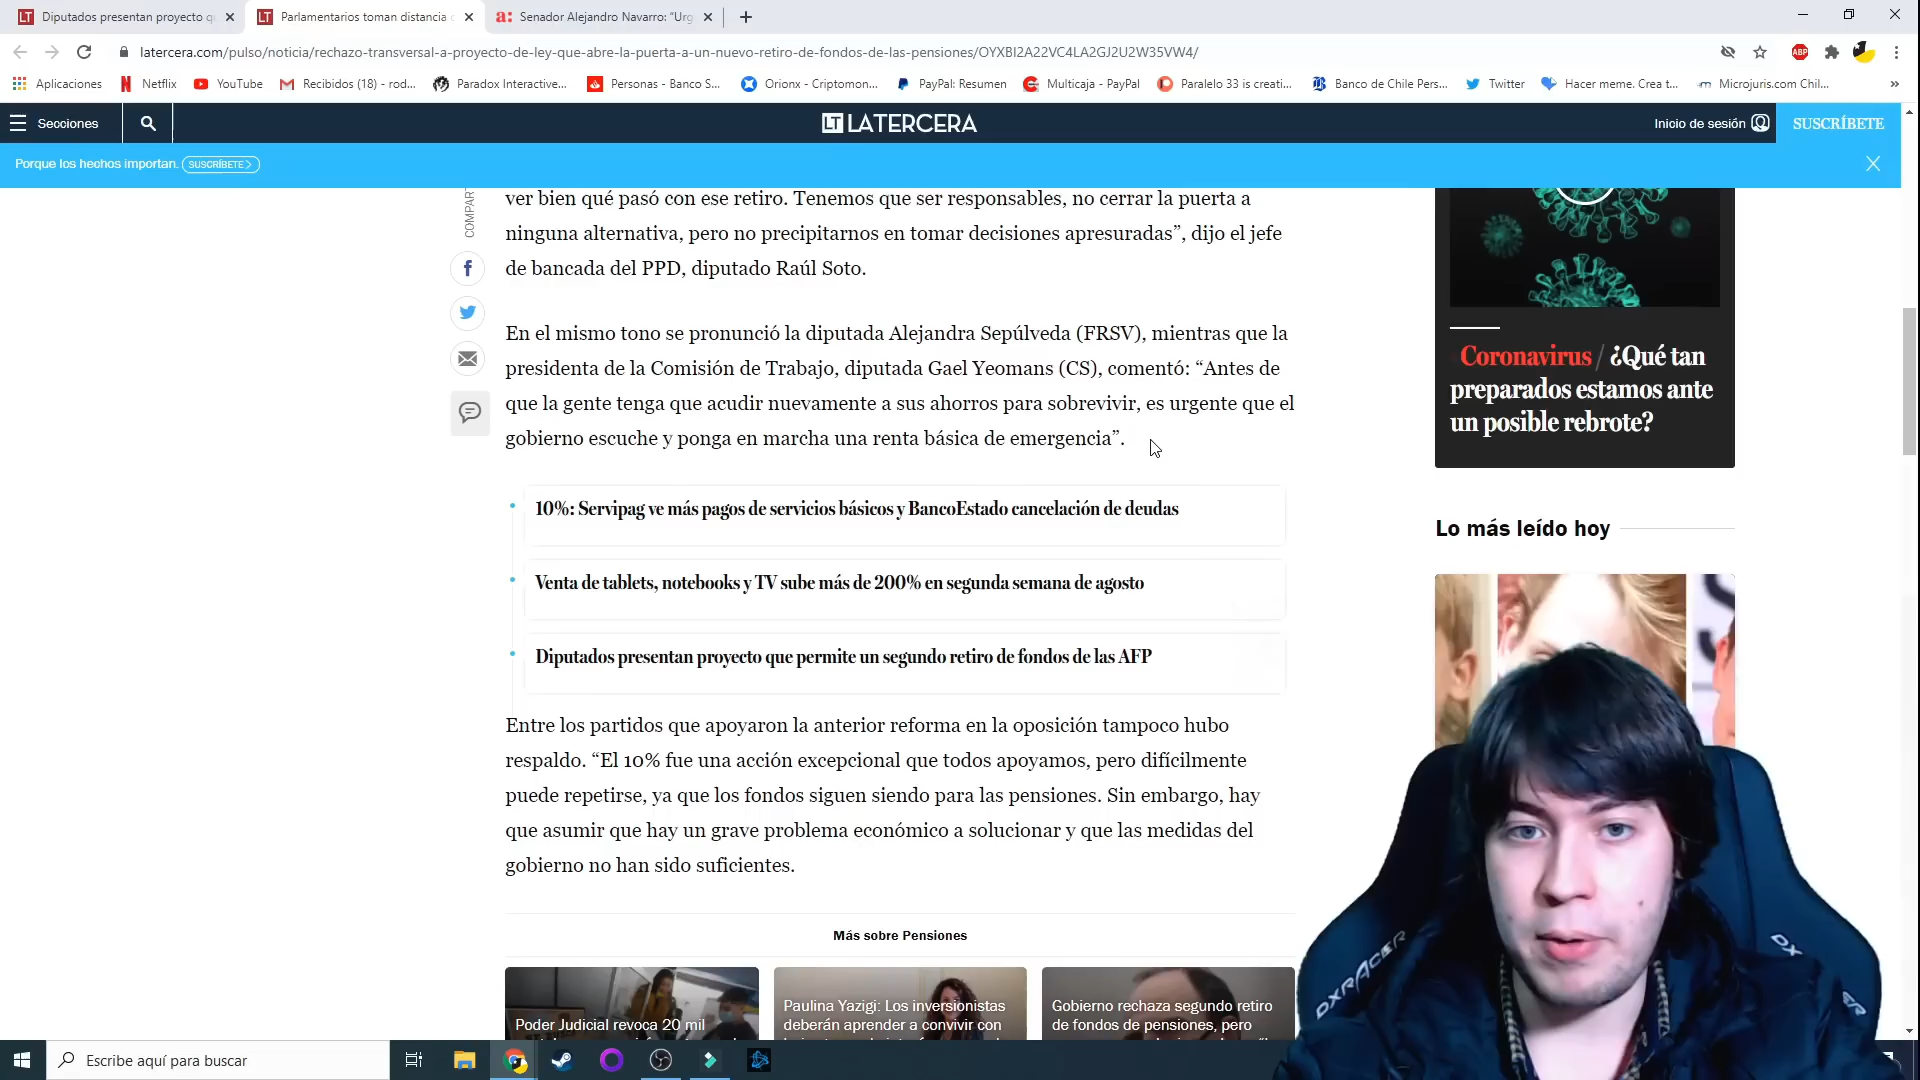 Diputados presentan proyecto q
Parlamentarios toman distancia
a: Senador Alejandro Navarro: "Urg
latercera.com/pulso/noticia/rechazo-transversal-a-proyecto-de-ley-que-abre-la-puerta-a-un-nuevo-retiro-de-fondos-de-las-pensiones/OYXBI2A22VC4LA2GJ2U2W35VW4/
ABP
Aplicaciones
Netflix
YouTube
Recibidos (18) - rod...
Paradox Interactive...
Personas - Banco S...
Orionx - Criptomon...
PayPal: Resumen
Multicaja - PayPal
Paralelo 33 is creati...
Banco de Chile Pers...
Twitter
Hacer meme. Crea t...
Microjuris.com Chil...
Secciones
LT LATERCERA
Inicio de sesión
SUSCRÍBETE
Porque los hechos importan. SUSCRÍBETE >
COMPAR
ver bien qué pasó con ese retiro. Tenemos que ser responsables, no cerrar la puerta a
ninguna alternativa, pero no precipitarnos en tomar decisiones apresuradas”, dijo el jefe
de bancada del PPD, diputado Raúl Soto.
En el mismo tono se pronunció la diputada Alejandra Sepúlveda (FRSV), mientras que la
presidenta de la Comisión de Trabajo, diputada Gael Yeomans (CS), comentó: “Antes de
que la gente tenga que acudir nuevamente a sus ahorros para sobrevivir, es urgente que el
gobierno escuche y ponga en marcha una renta básica de emergencia”.
10%: Servipag ve más pagos de servicios básicos y BancoEstado cancelación de deudas
Venta de tablets, notebooks y TV sube más de 200% en segunda semana de agosto
Diputados presentan proyecto que permite un segundo retiro de fondos de las AFP
Entre los partidos que apoyaron la anterior reforma en la oposición tampoco hubo
respaldo. “El 10% fue una acción excepcional que todos apoyamos, pero difícilmente
puede repetirse, ya que los fondos siguen siendo para las pensiones. Sin embargo, hay
que asumir que hay un grave problema económico a solucionar y que las medidas del
gobierno no han sido suficientes.
Más sobre Pensiones
Poder Judicial revoca 20 mil
Paulina Yazigi: Los inversionistas
deberán aprender a convivir con
Gobierno rechaza segundo retiro
de fondos de pensiones, pero
Coronavirus / ¿Qué tan
preparados estamos ante
un posible rebrote?
Lo más leído hoy
DXRACER
DX
ER
Escribe aquí para buscar